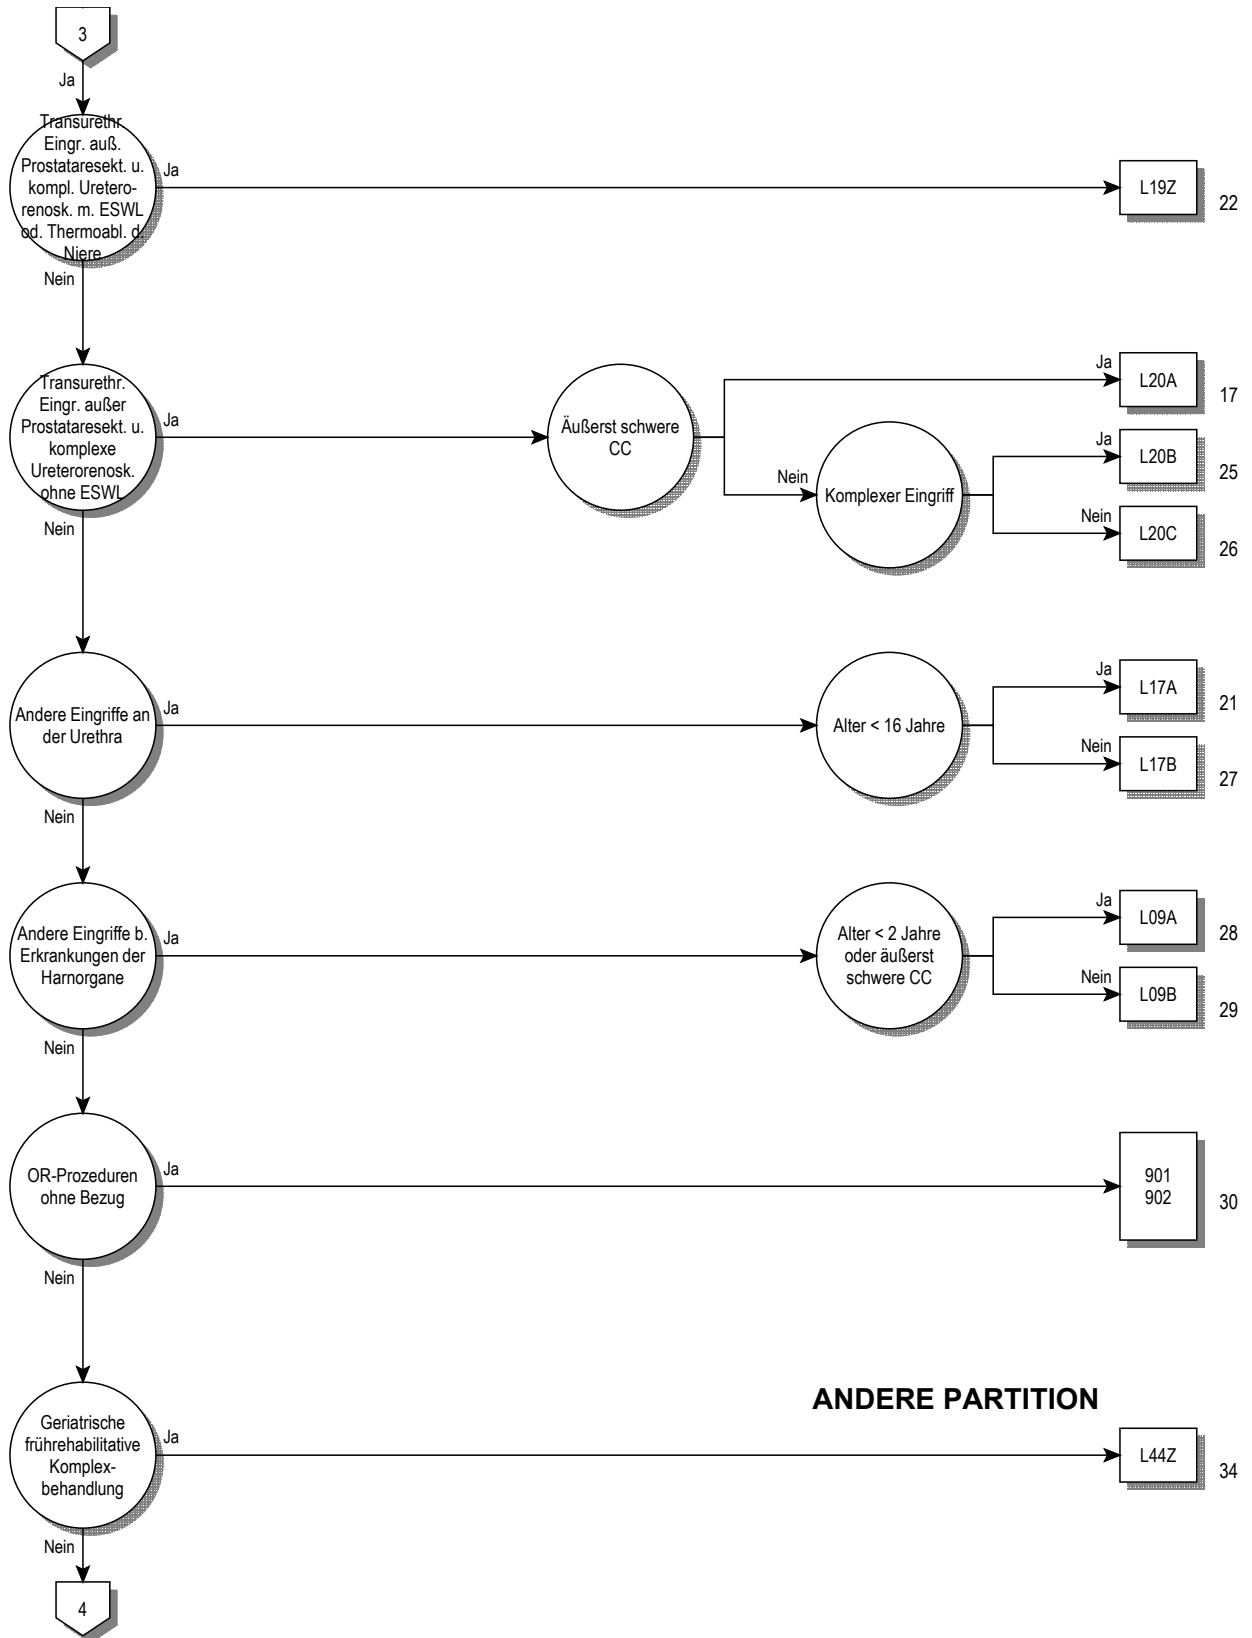 3
Ja
Transurethr.
Eingr. auß.
Prostataresekt. u.
kompl. Uretero-
renosk. m. ESWL
od. Thermoabl. d.
Niere
Ja
L19Z
22
Nein
Transurethr.
Eingr. außer
Prostataresekt. u.
komplexe
Ureterorenosk.
ohne ESWL
Ja
Äußerst schwere
CC
Ja
L20A
17
Nein
Komplexer Eingriff
Ja
L20B
25
Nein
L20C
26
Nein
Andere Eingriffe an
der Urethra
Ja
Alter < 16 Jahre
Ja
L17A
21
Nein
L17B
27
Nein
Andere Eingriffe b.
Erkrankungen der
Harnorgane
Ja
Alter < 2 Jahre
oder äußerst
schwere CC
Ja
L09A
28
Nein
L09B
29
Nein
OR-Prozeduren
ohne Bezug
Ja
901
902
30
Nein
ANDERE PARTITION
Geriatrische
frührehabilitative
Komplex-
behandlung
Ja
L44Z
34
Nein
4